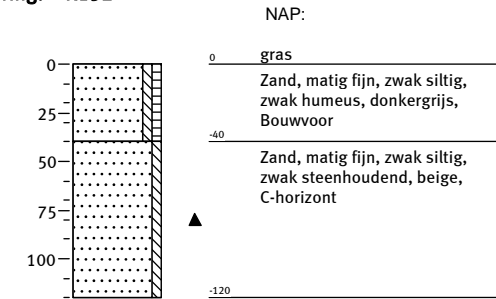 NAP:
0
gras
0
Zand, matig fijn, zwak siltig,
zwak humeus, donkergrijs,
Bouwvoor
25
-40
50
Zand, matig fijn, zwak siltig,
zwak steenhoudend, beige,
C-horizont
75
100
-120